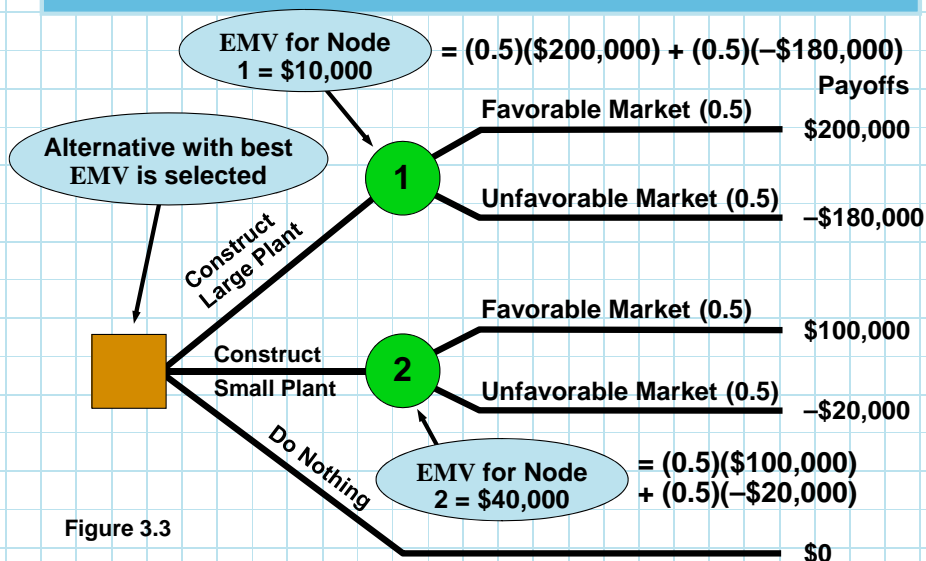 EMV for Node
1 = $10,000
= (0.5)($200,000) + (0.5)(–$180,000)
Payoffs
Favorable Market (0.5)
$200,000
Alternative with best
EMV is selected
1
Unfavorable Market (0.5)
–$180,000
Construct
Large Plant
Favorable Market (0.5)
$100,000
Construct
Small Plant
2
Unfavorable Market (0.5)
–$20,000
Do Nothing
EMV for Node
2 = $40,000
= (0.5)($100,000)
+ (0.5)(–$20,000)
Figure 3.3
$0